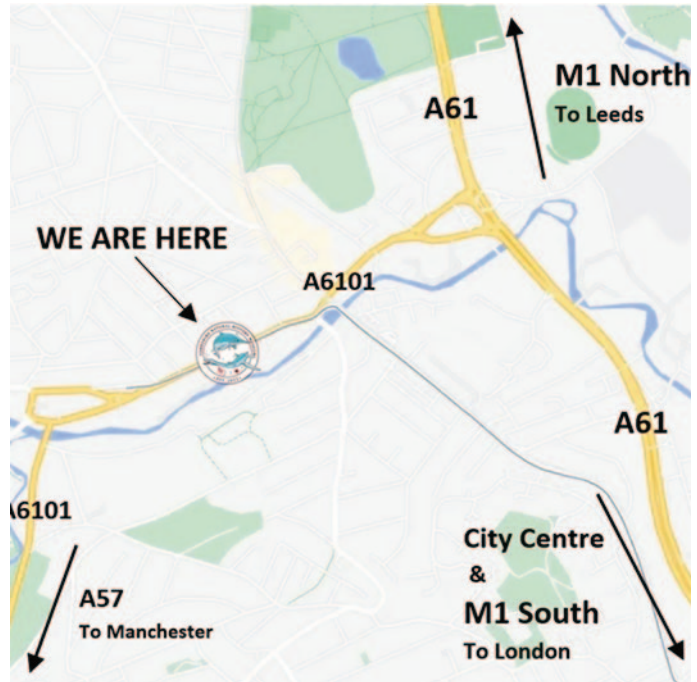 M1 North
A61
To Leeds
WE ARE HERE
A6101
A61
A6101
City Centre
&
A57
M1 South
To Manchester
To London